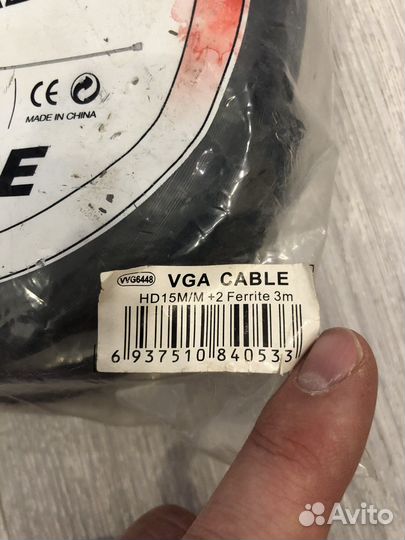 CE
MADE IN CHINA
E
VVG6448 VGA CABLE
HD15M/M +2 Ferrite 3m
6 937510 840533
Avito